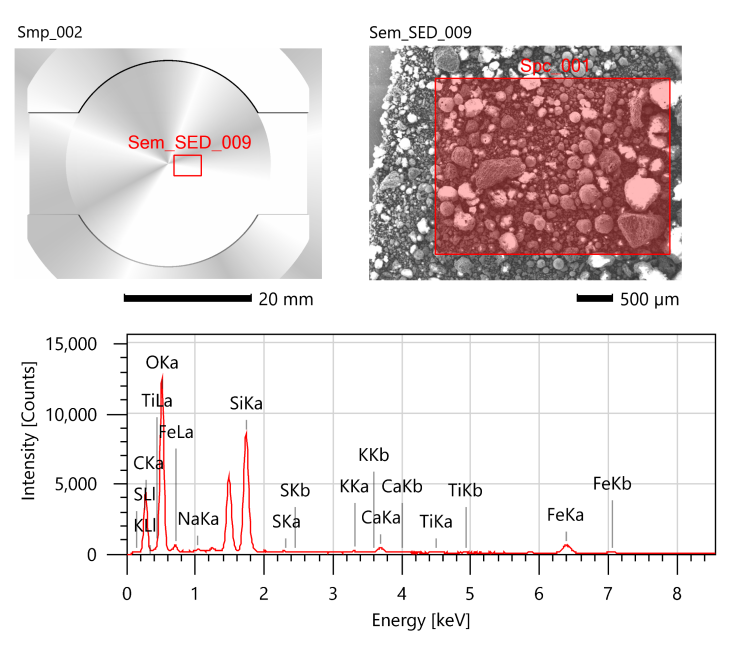 Smp_002
Sem_SED_009
Sem_SED_009
Spc_001
20 mm
500 µm
Intensity [Counts]
15,000
10,000
5,000
0
OKa
TiLa
FeLa
CKa
SLl
KLl
NaKa
SiKa
SKb
SKa
KKb
KKa
CaKb
CaKa
TiKb
TiKa
FeKb
FeKa
0 1 2 3 4 5 6 7 8
Energy [keV]